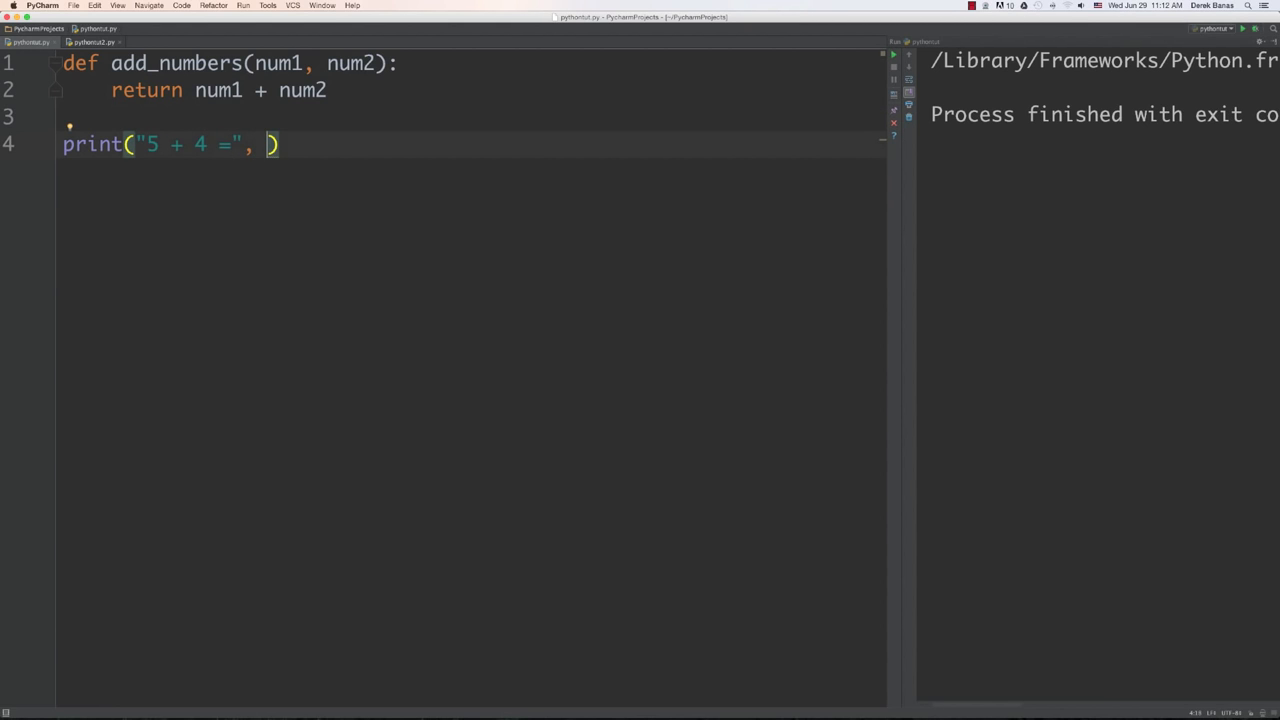 PyCharm File Edit View Navigate Code Refactor Run Tools VCS Window Help 10 Wed Jun 29 11:12 AM Derek Banas
pythontut.py - PycharmProjects - [~/PycharmProjects]
PycharmProjects pythontut.py pythontut
pythontut.py pythontut2.py Run pythontut
1 def add_numbers(num1, num2):
2 return num1 + num2
3
4 print("5 + 4 =", )
/Library/Frameworks/Python.fr
Process finished with exit co
4:18 LF÷ UTF-8÷